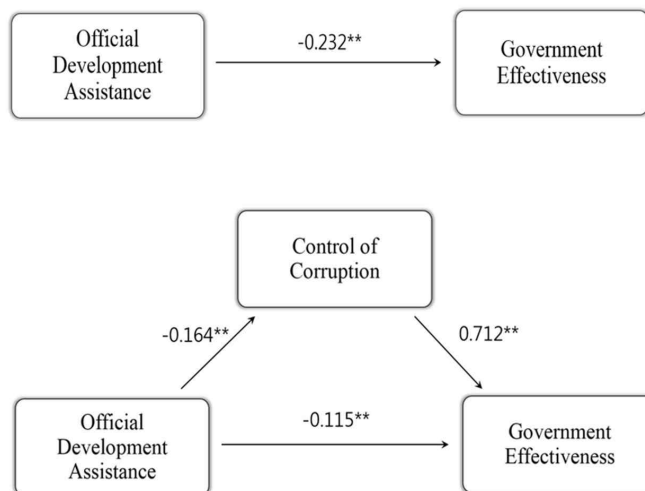 Official
Development
Assistance
-0.232**
Government
Effectiveness
Control of
Corruption
-0.164**
0.712**
Official
Development
Assistance
-0.115**
Government
Effectiveness